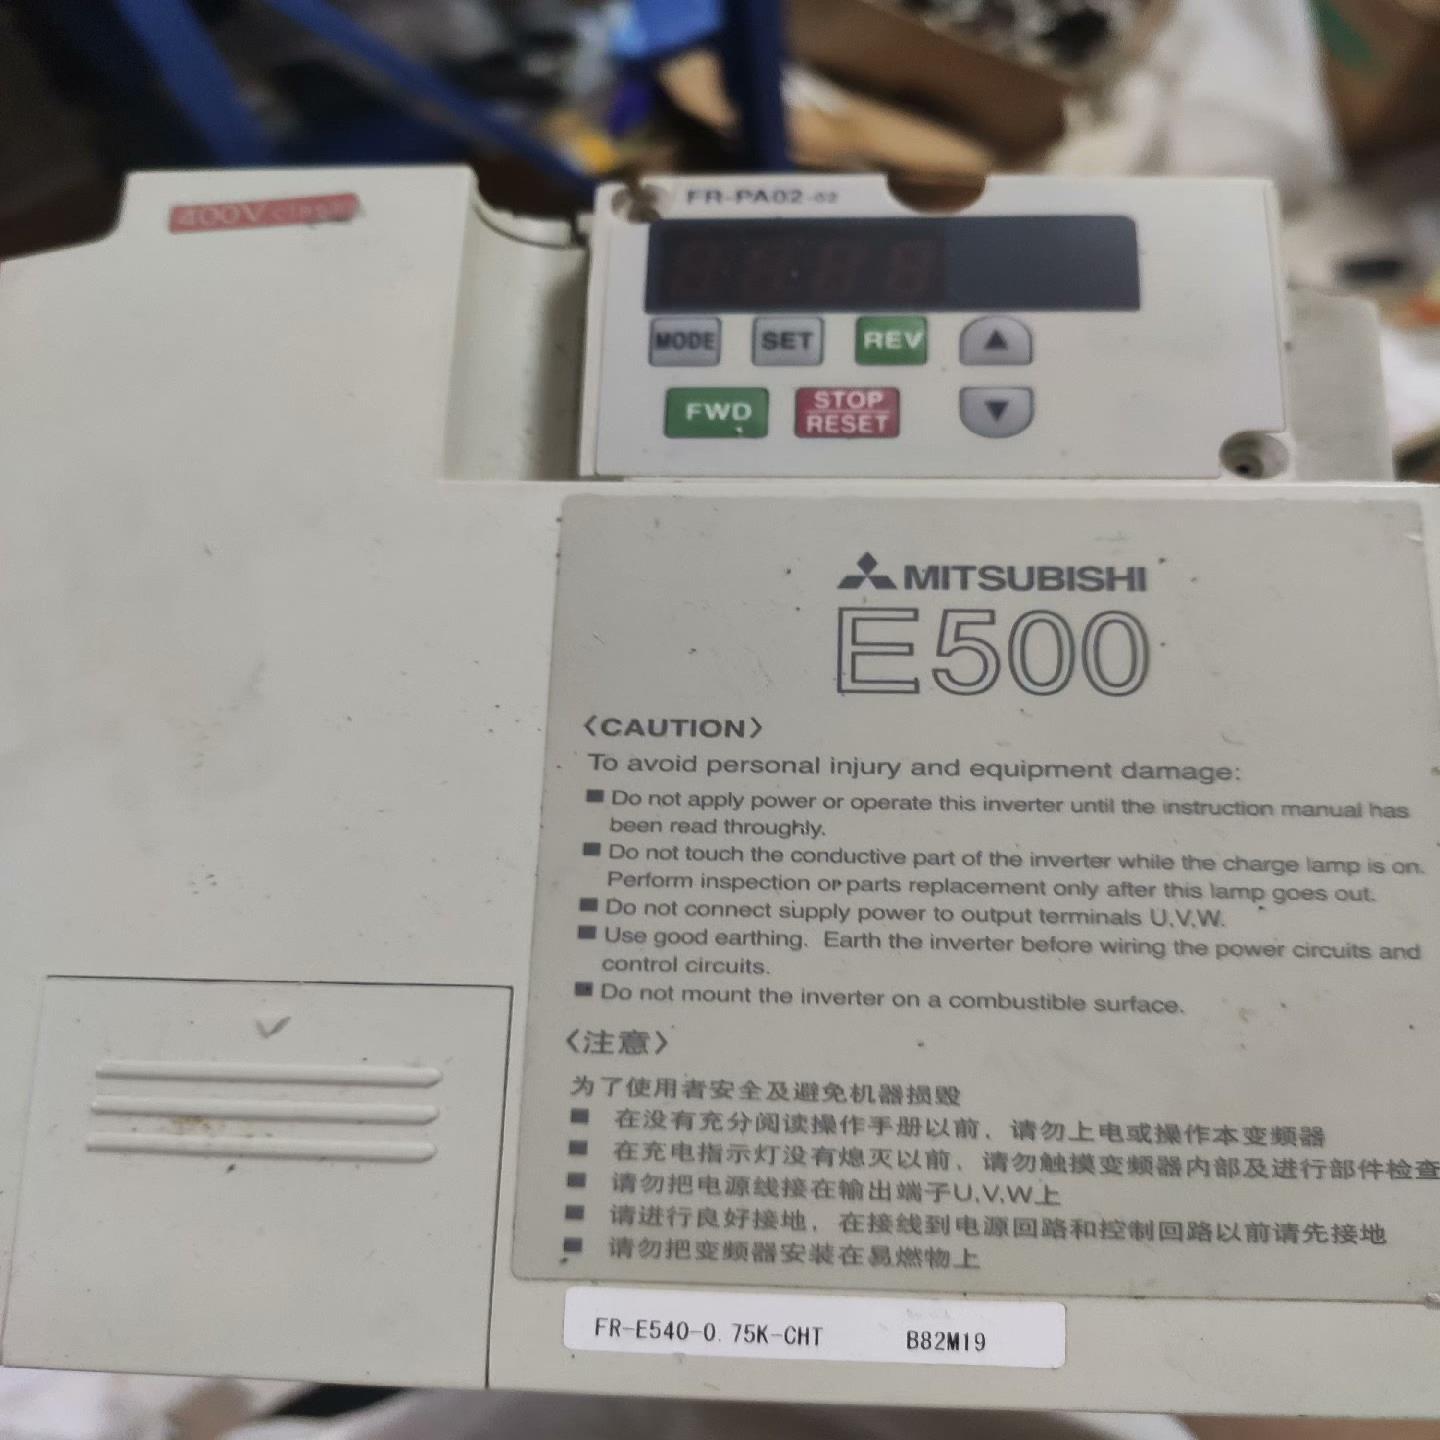 400V class
FR-PA02-02
MODE
SET
REV
FWD
STOP
RESET
MITSUBISHI
E500
〈CAUTION〉
To avoid personal injury and equipment damage:
■ Do not apply power or operate this inverter until the instruction manual has
been read throughly.
■ Do not touch the conductive part of the inverter while the charge lamp is on.
Perform inspection or parts replacement only after this lamp goes out.
■ Do not connect supply power to output terminals U,V,W.
■ Use good earthing. Earth the inverter before wiring the power circuits and
control circuits.
■ Do not mount the inverter on a combustible surface.
〈注意〉
为了使用者安全及避免机器损毁
■ 在没有充分阅读操作手册以前，请勿上电或操作本变频器
■ 在充电指示灯没有熄灭以前，请勿触摸变频器内部及进行部件检查
■ 请勿把电源线接在输出端子U,V,W上
■ 请进行良好接地，在接线到电源回路和控制回路以前请先接地
■ 请勿把变频器安装在易燃物上
FR-E540-0.75K-CHT B82M19